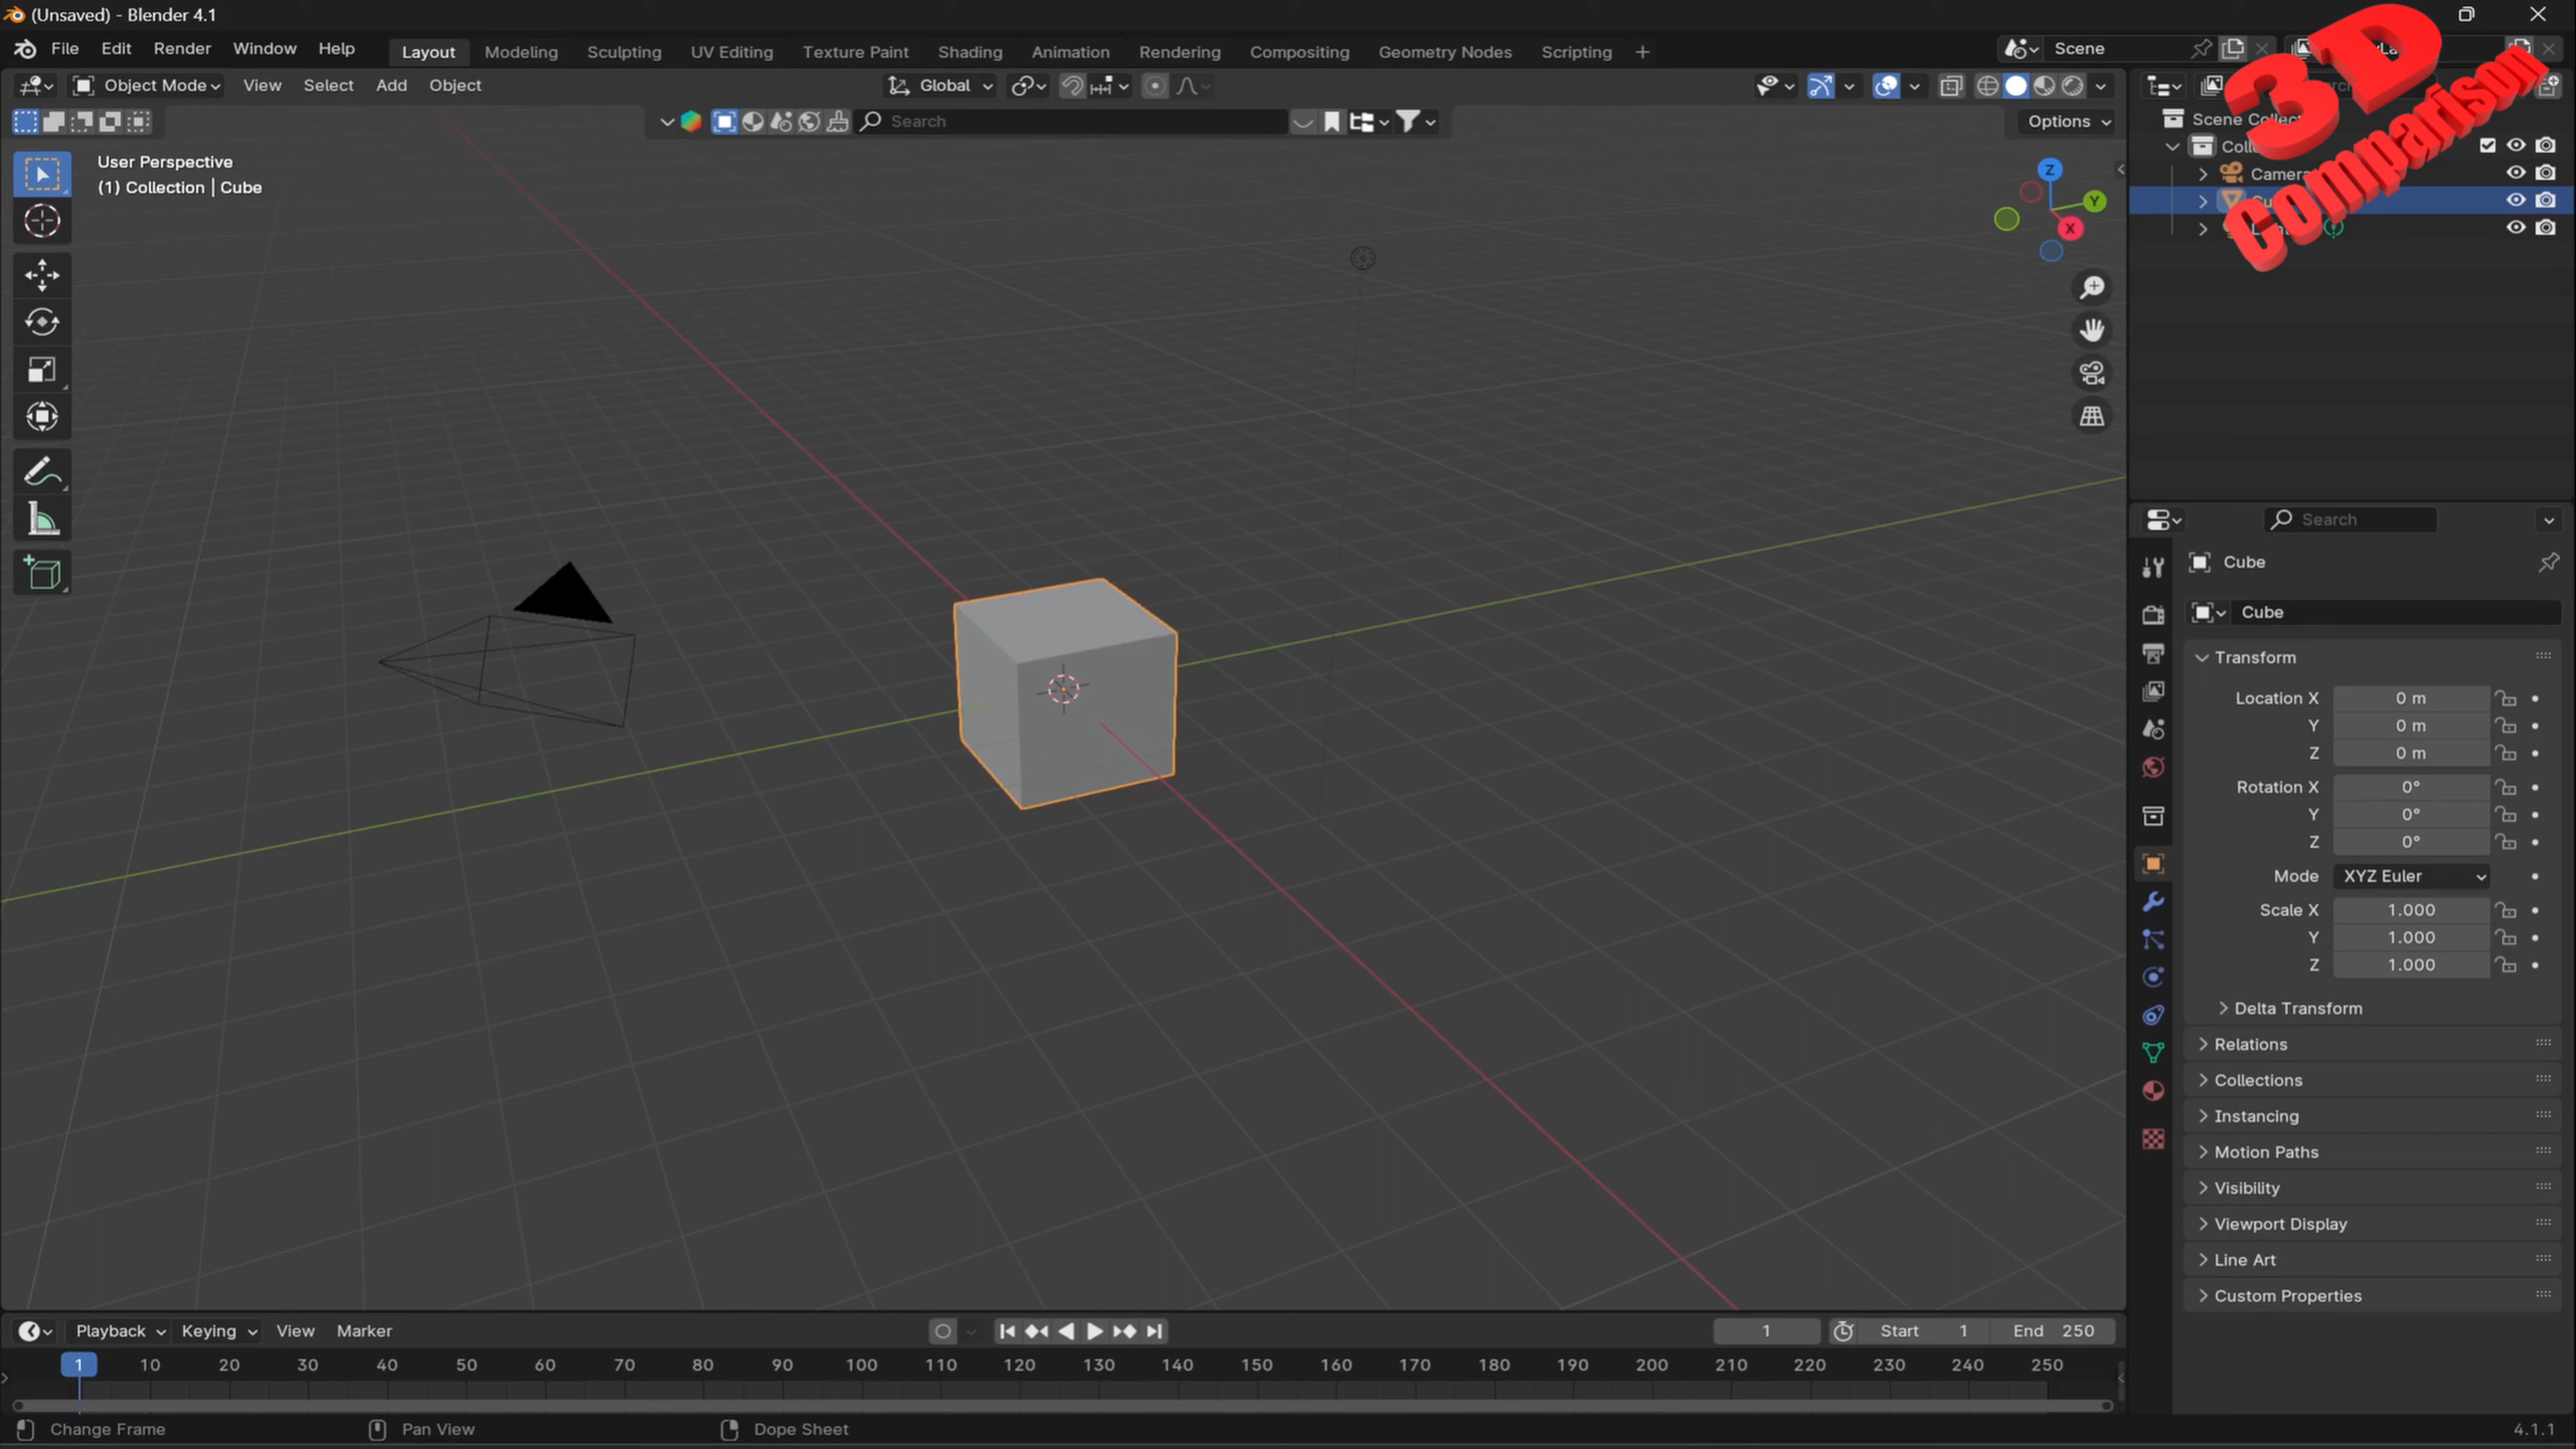 (Unsaved) - Blender 4.1
File Edit Render Window Help Layout Modeling Sculpting UV Editing Texture Paint Shading Animation Rendering Compositing Geometry Nodes Scripting + Scene
Object Mode View Select Add Object Global
Search Options
User Perspective
(1) Collection | Cube
Z
Y
X
3D
Comparison
Scene
Camera
Search
Cube
Cube
Transform
Location X 0 m
Y 0 m
Z 0 m
Rotation X 0°
Y 0°
Z 0°
Mode XYZ Euler
Scale X 1.000
Y 1.000
Z 1.000
Delta Transform
Relations
Collections
Instancing
Motion Paths
Visibility
Viewport Display
Line Art
Custom Properties
Playback Keying View Marker 1 Start 1 End 250
1 10 20 30 40 50 60 70 80 90 100 110 120 130 140 150 160 170 180 190 200 210 220 230 240 250
Change Frame Pan View Dope Sheet 4.1.1